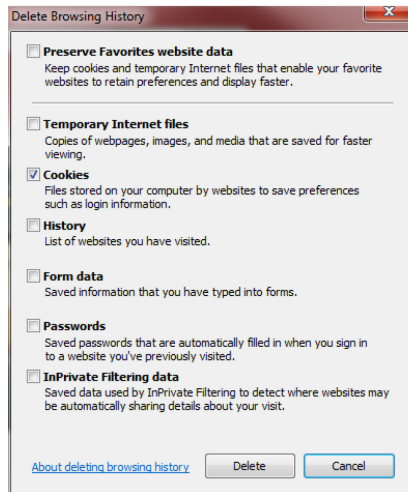 Delete Browsing History
Preserve Favorites website data
Keep cookies and temporary Internet files that enable your favorite
websites to retain preferences and display faster.
Temporary Internet files
Copies of webpages, images, and media that are saved for faster
viewing.
Cookies
Files stored on your computer by websites to save preferences
such as login information.
History
List of websites you have visited.
Form data
Saved information that you have typed into forms.
Passwords
Saved passwords that are automatically filled in when you sign in
to a website you've previously visited.
InPrivate Filtering data
Saved data used by InPrivate Filtering to detect where websites may
be automatically sharing details about your visit.
About deleting browsing history Delete Cancel